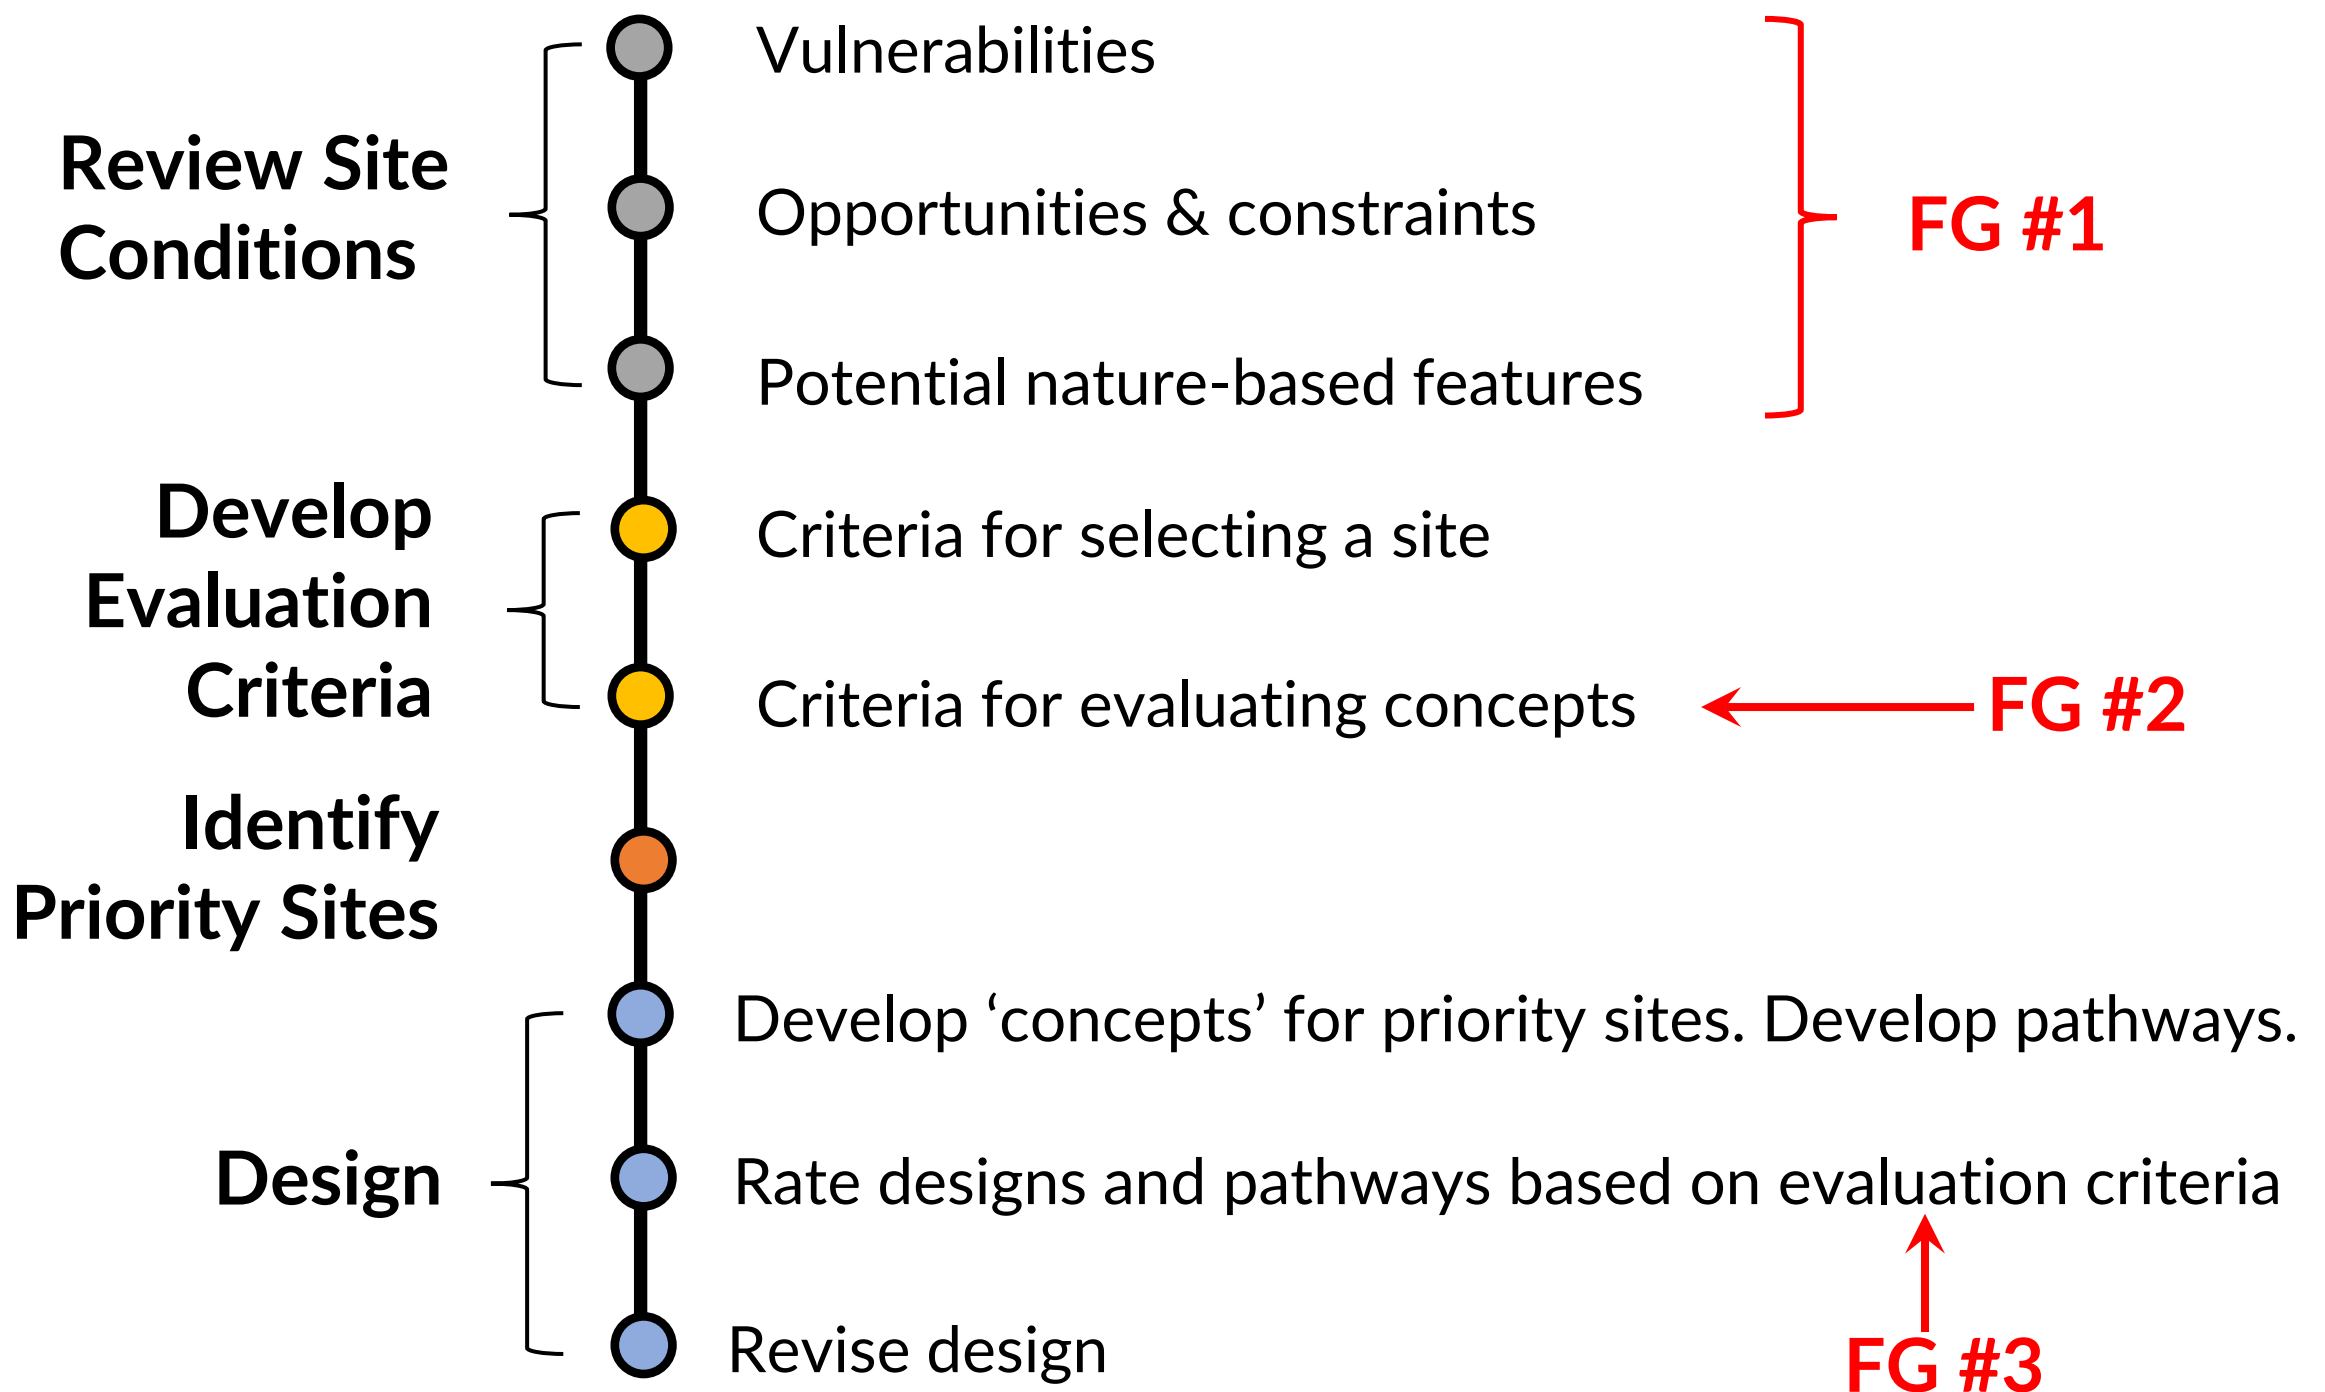 Vulnerabilities
Review Site
Conditions
Opportunities & constraints
FG #1
Potential nature-based features
Develop
Evaluation
Criteria
Criteria for selecting a site
Criteria for evaluating concepts
FG #2
Identify
Priority Sites
Design
Develop ‘concepts’ for priority sites. Develop pathways.
Rate designs and pathways based on evaluation criteria
FG #3
Revise design